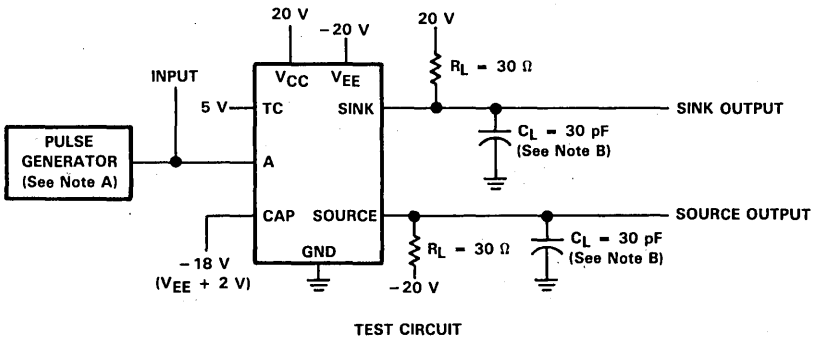 20 V
-20 V
20 V
RL = 30 Ω
INPUT
VCC
VEE
5 V
TC
SINK
SINK OUTPUT
CL = 30 pF
(See Note B)
PULSE
GENERATOR
(See Note A)
A
CAP
SOURCE
SOURCE OUTPUT
RL = 30 Ω
CL = 30 pF
(See Note B)
GND
-18 V
(VEE + 2 V)
-20 V
TEST CIRCUIT